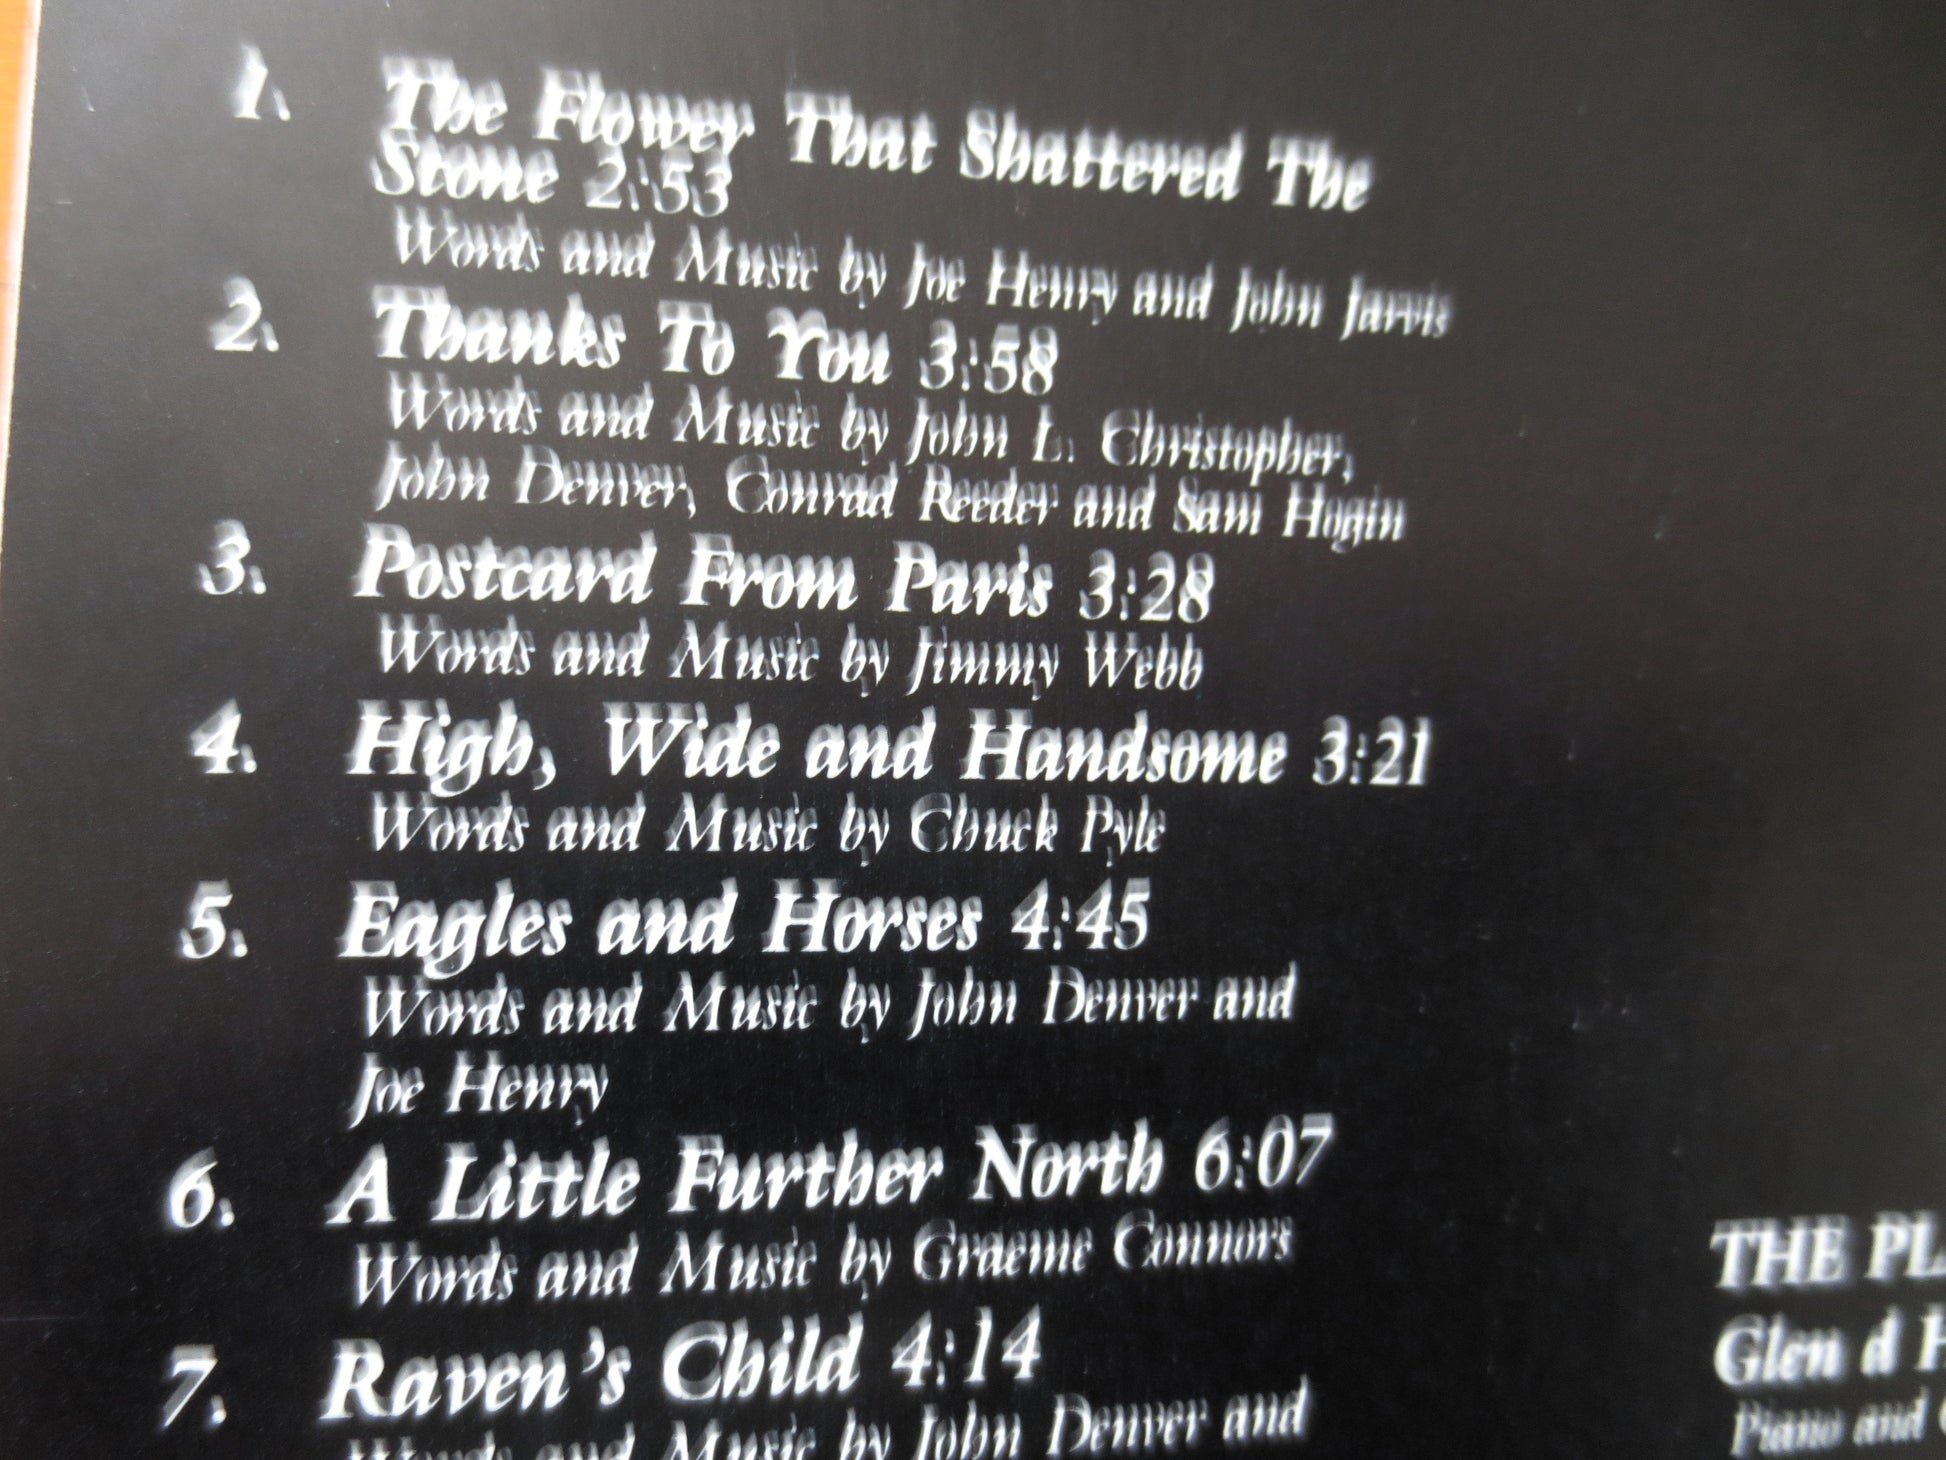 1. The Flower That Shattered The
Stone 2:53
Words and Music by Joe Henry and John Jarvis
2. Thanks To You 3:58
Words and Music by John L. Christopher,
John Denver, Conrad Reeder and Sam Hogin
3. Postcard From Paris 3:28
Words and Music by Jimmy Webb
4. High, Wide and Handsome 3:21
Words and Music by Chuck Pyle
5. Eagles and Horses 4:45
Words and Music by John Denver and
Joe Henry
6. A Little Further North 6:07
Words and Music by Graeme Connors
7. Raven's Child 4:14
Words and Music by John Denver and
THE
Glen
Piano and